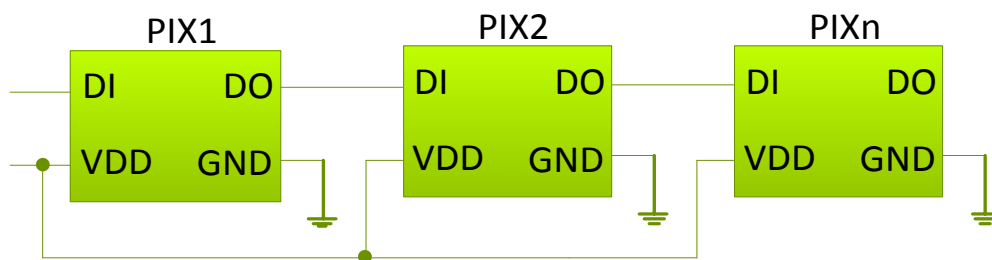 PIX1 PIX2 PIXn
DI DO DI DO DI DO
VDD GND VDD GND VDD GND